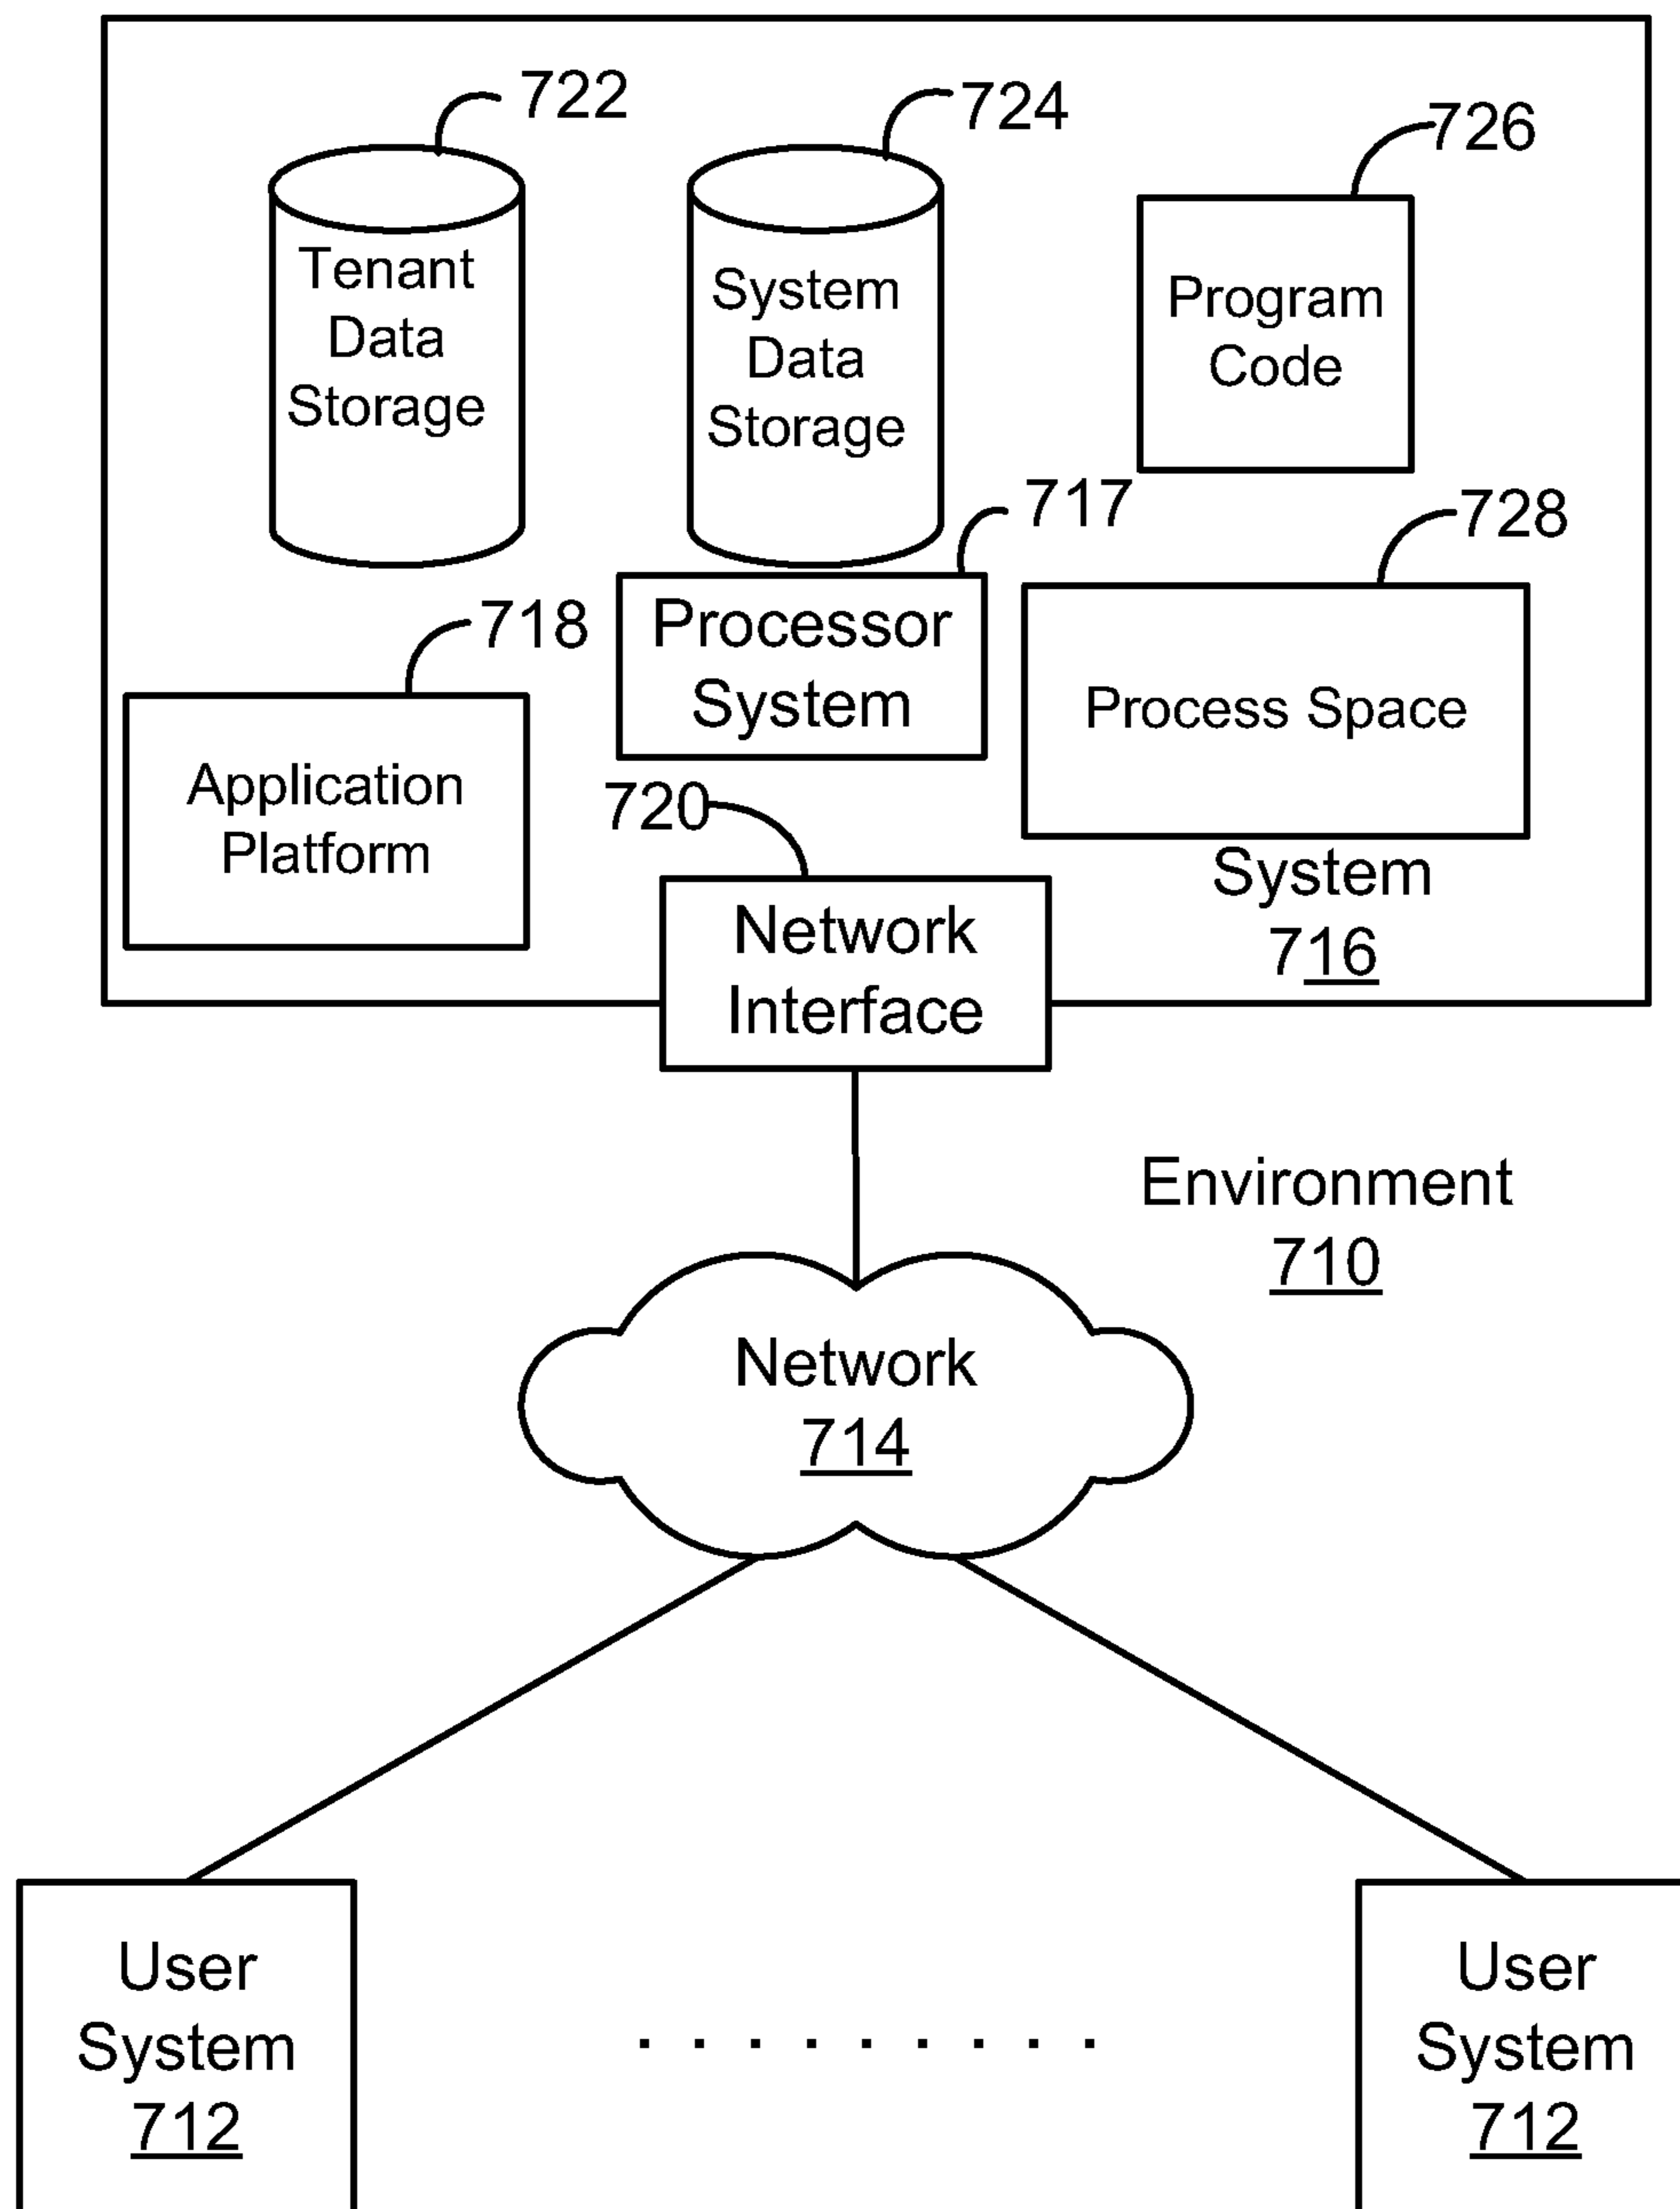 722
724
726
Tenant
Data
Storage
System
Data
Storage
Program
Code
717
728
718
Processor
System
Process Space
Application
Platform
720
System
716
Network
Interface
Environment
710
Network
714
User
System
712
. . . . . . . . .
User
System
712